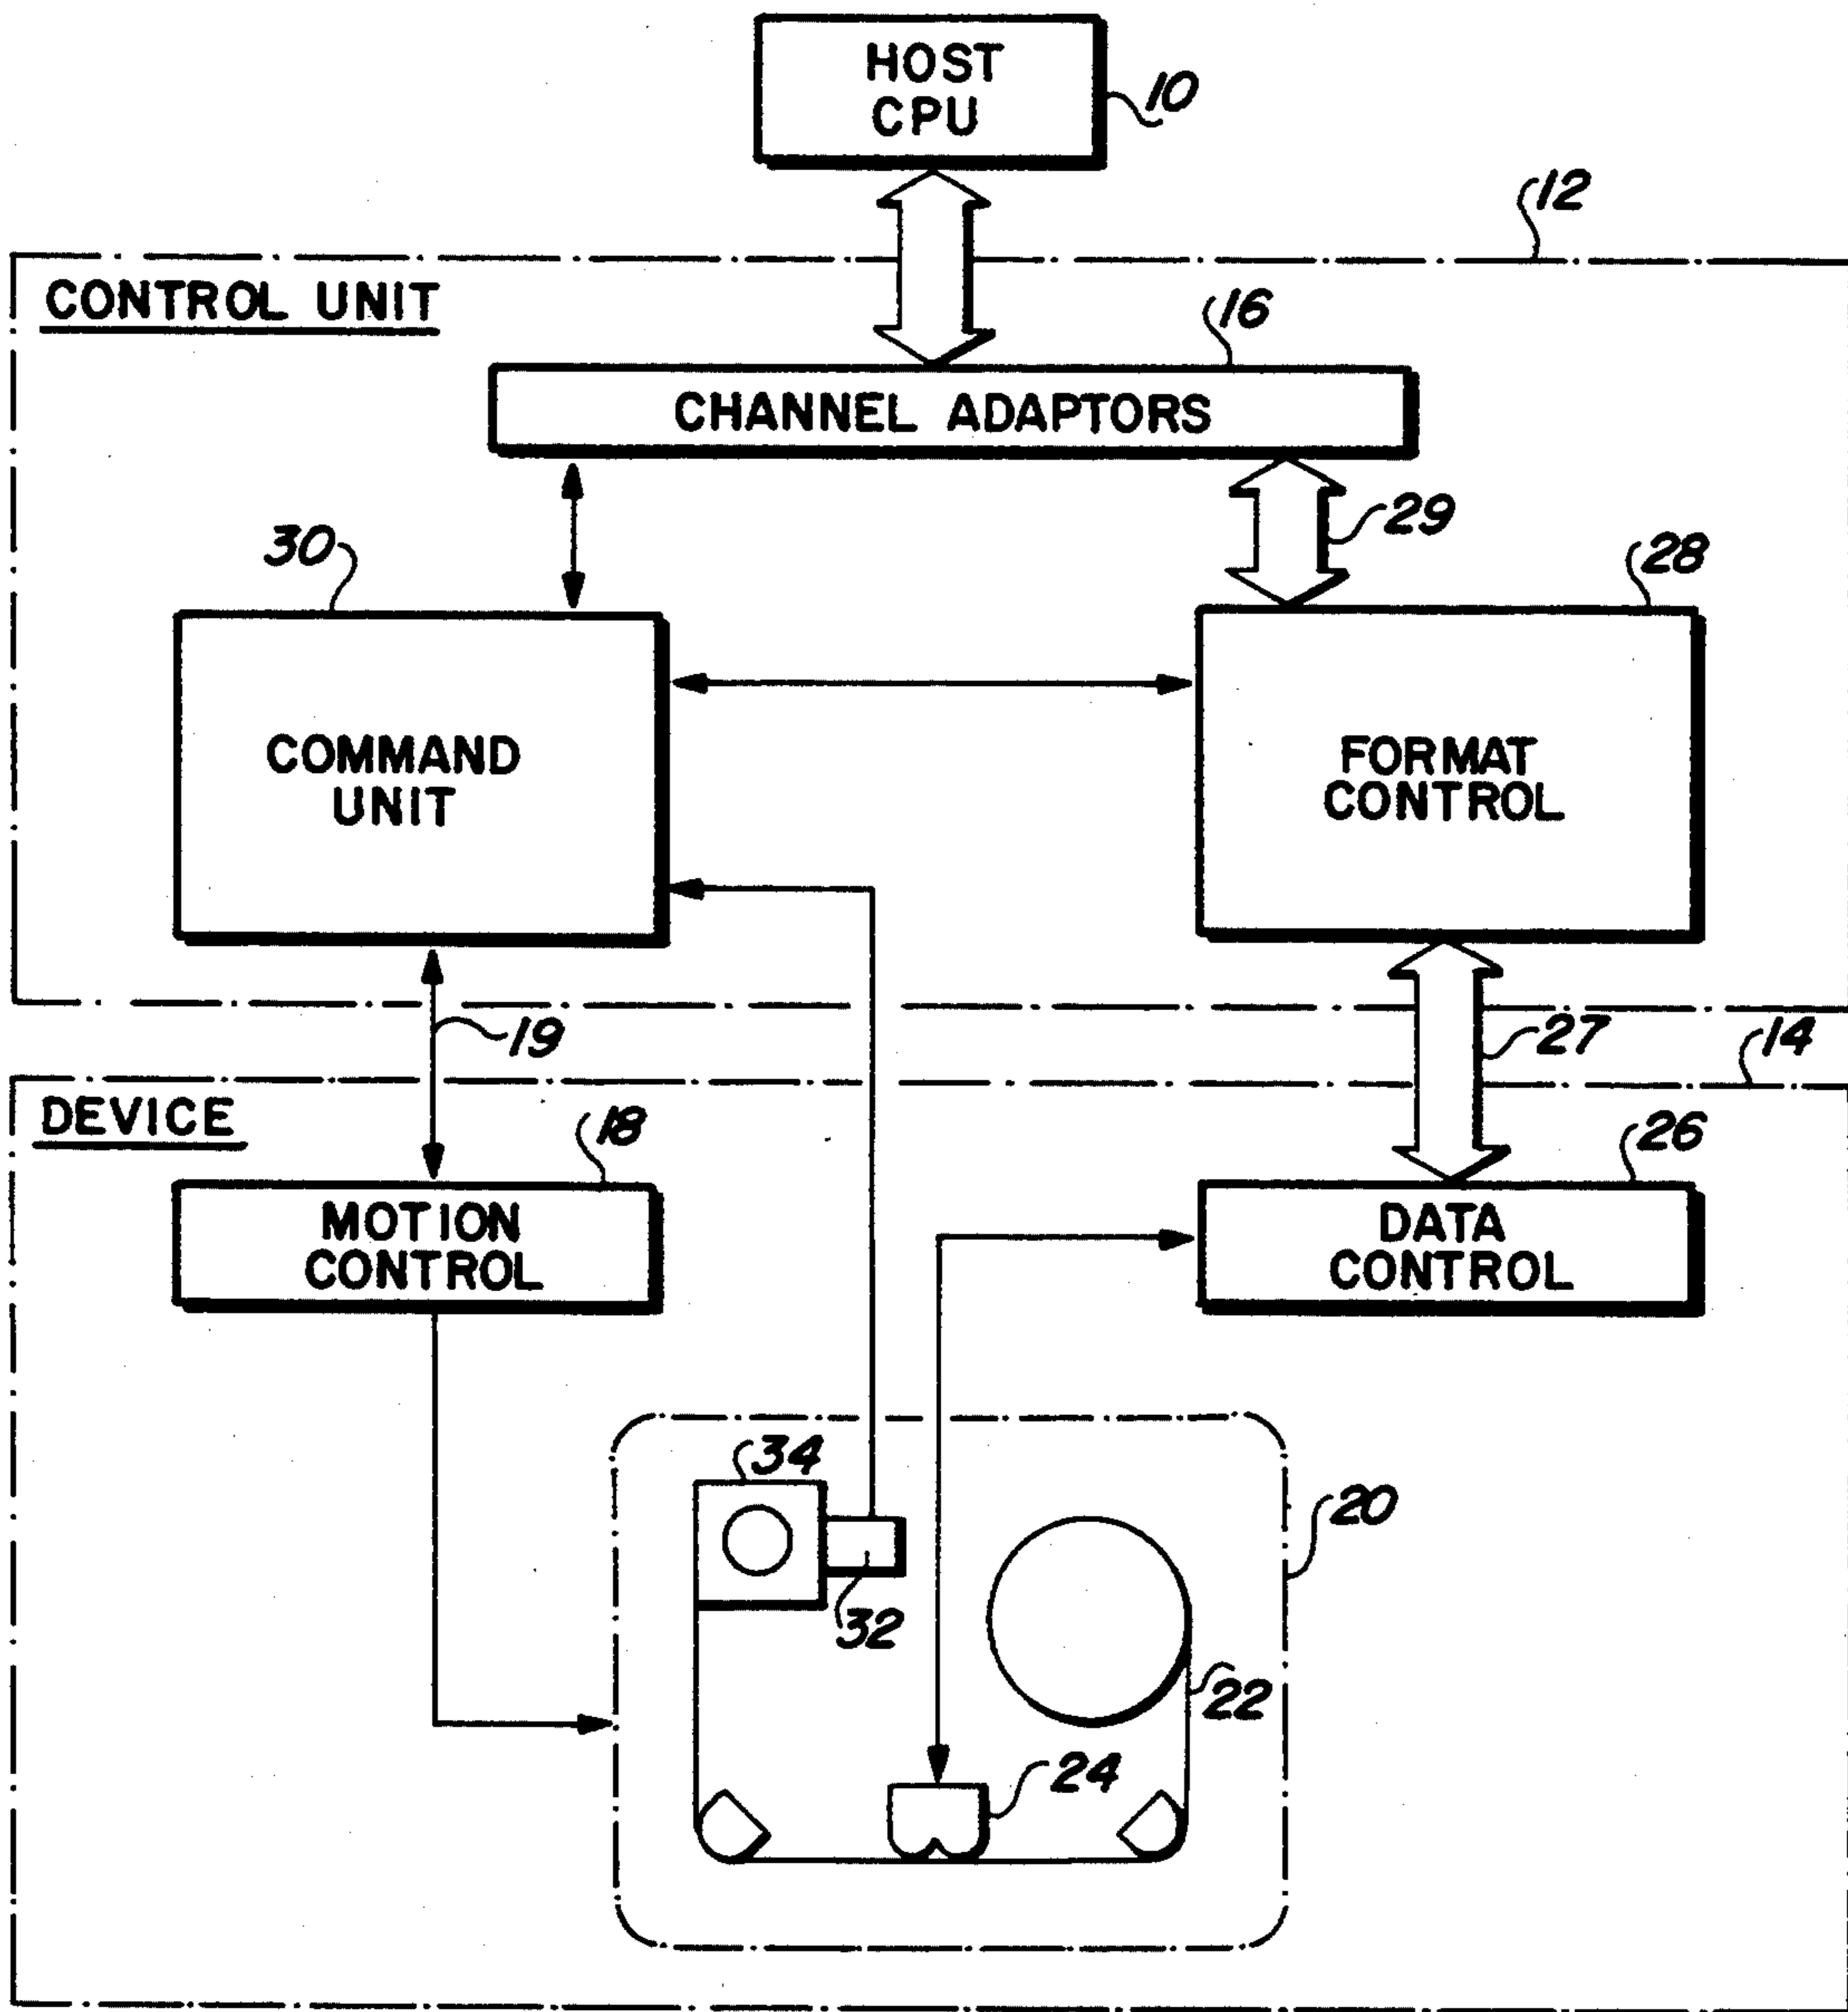 HOST
CPU
10
12
CONTROL UNIT
16
CHANNEL ADAPTORS
29
30
28
COMMAND
UNIT
FORMAT
CONTROL
19
27
14
DEVICE
18
26
MOTION
CONTROL
DATA
CONTROL
34
20
32
22
24